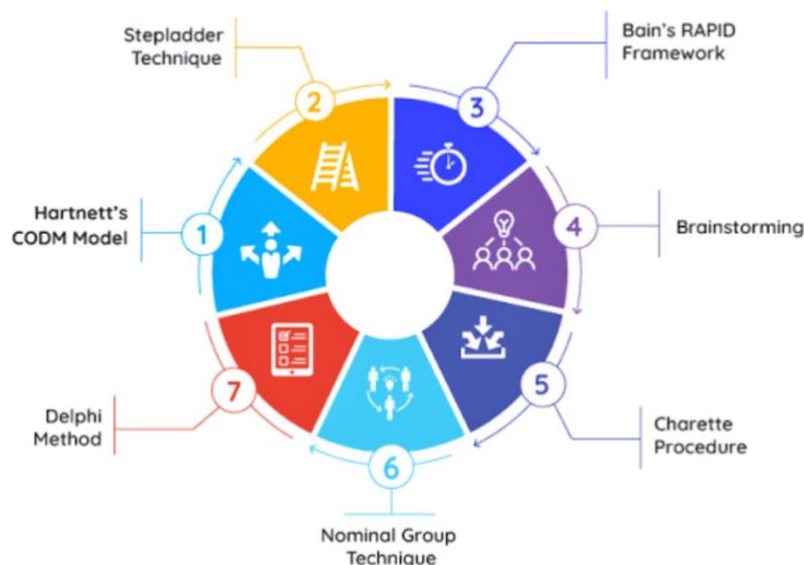 1
Hartnett's
CODM Model
2
Stepladder
Technique
3
Bain's RAPID
Framework
4
Brainstorming
5
Charette
Procedure
6
Nominal Group
Technique
7
Delphi
Method